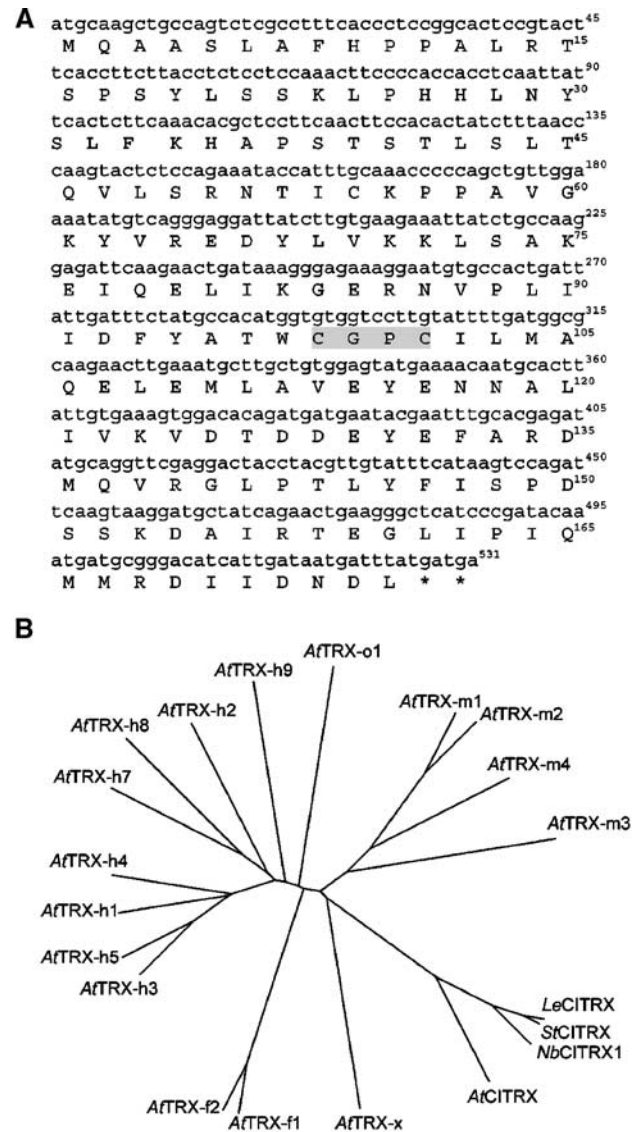 A
atgcaagctgccagtctcgcctttcaccctccggcactccgtact45
M Q A A S L A F H P P A L R T15
tcaccttcttacctctcctccaaacttccccaccacctcaattat90
S P S Y L S S K L P H H L N Y30
tcactcttcaaacacgctccttcaacttccacactatctttaacc135
S L F K H A P S T S T L S L T45
caagtactctccagaaataccatttgcaaacccccagctgttgga180
Q V L S R N T I C K P P A V G60
aaatatgtcagggaggattatcttgtgaagaaattatctgccaag225
K Y V R E D Y L V K K L S A K75
gagattcaagaactgataaagggagaaaggaatgtgccactgatt270
E I Q E L I K G E R N V P L I90
attgatttctatgccacatggtgtggtccttgtattttgatggcg315
I D F Y A T W C G P C I L M A105
caagaacttgaaatgcttgctgtggagtatgaaaacaatgcactt360
Q E L E M L A V E Y E N N A L120
attgtgaaagtggacacagatgatgaatacgaatttgcacgagat405
I V K V D T D D E Y E F A R D135
atgcaggttcgaggactacctacgttgtatttcataagtccagat450
M Q V R G L P T L Y F I S P D150
tcaagtaaggatgctatcagaactgaagggctcatcccgatacaa495
S S K D A I R T E G L I P I Q165
atgatgcgggacatcattgataatgatttatgatga531
M M R D I I D N D L * *
B
AtTRX-o1
AtTRX-h9
AtTRX-m1
AtTRX-h2
AtTRX-m2
AtTRX-h8
AtTRX-m4
AtTRX-h7
AtTRX-m3
AtTRX-h4
AtTRX-h1
AtTRX-h5
AtTRX-h3
LeCITRX
StCITRX
NbCITRX1
AtCITRX
AtTRX-f2
AtTRX-f1
AtTRX-x